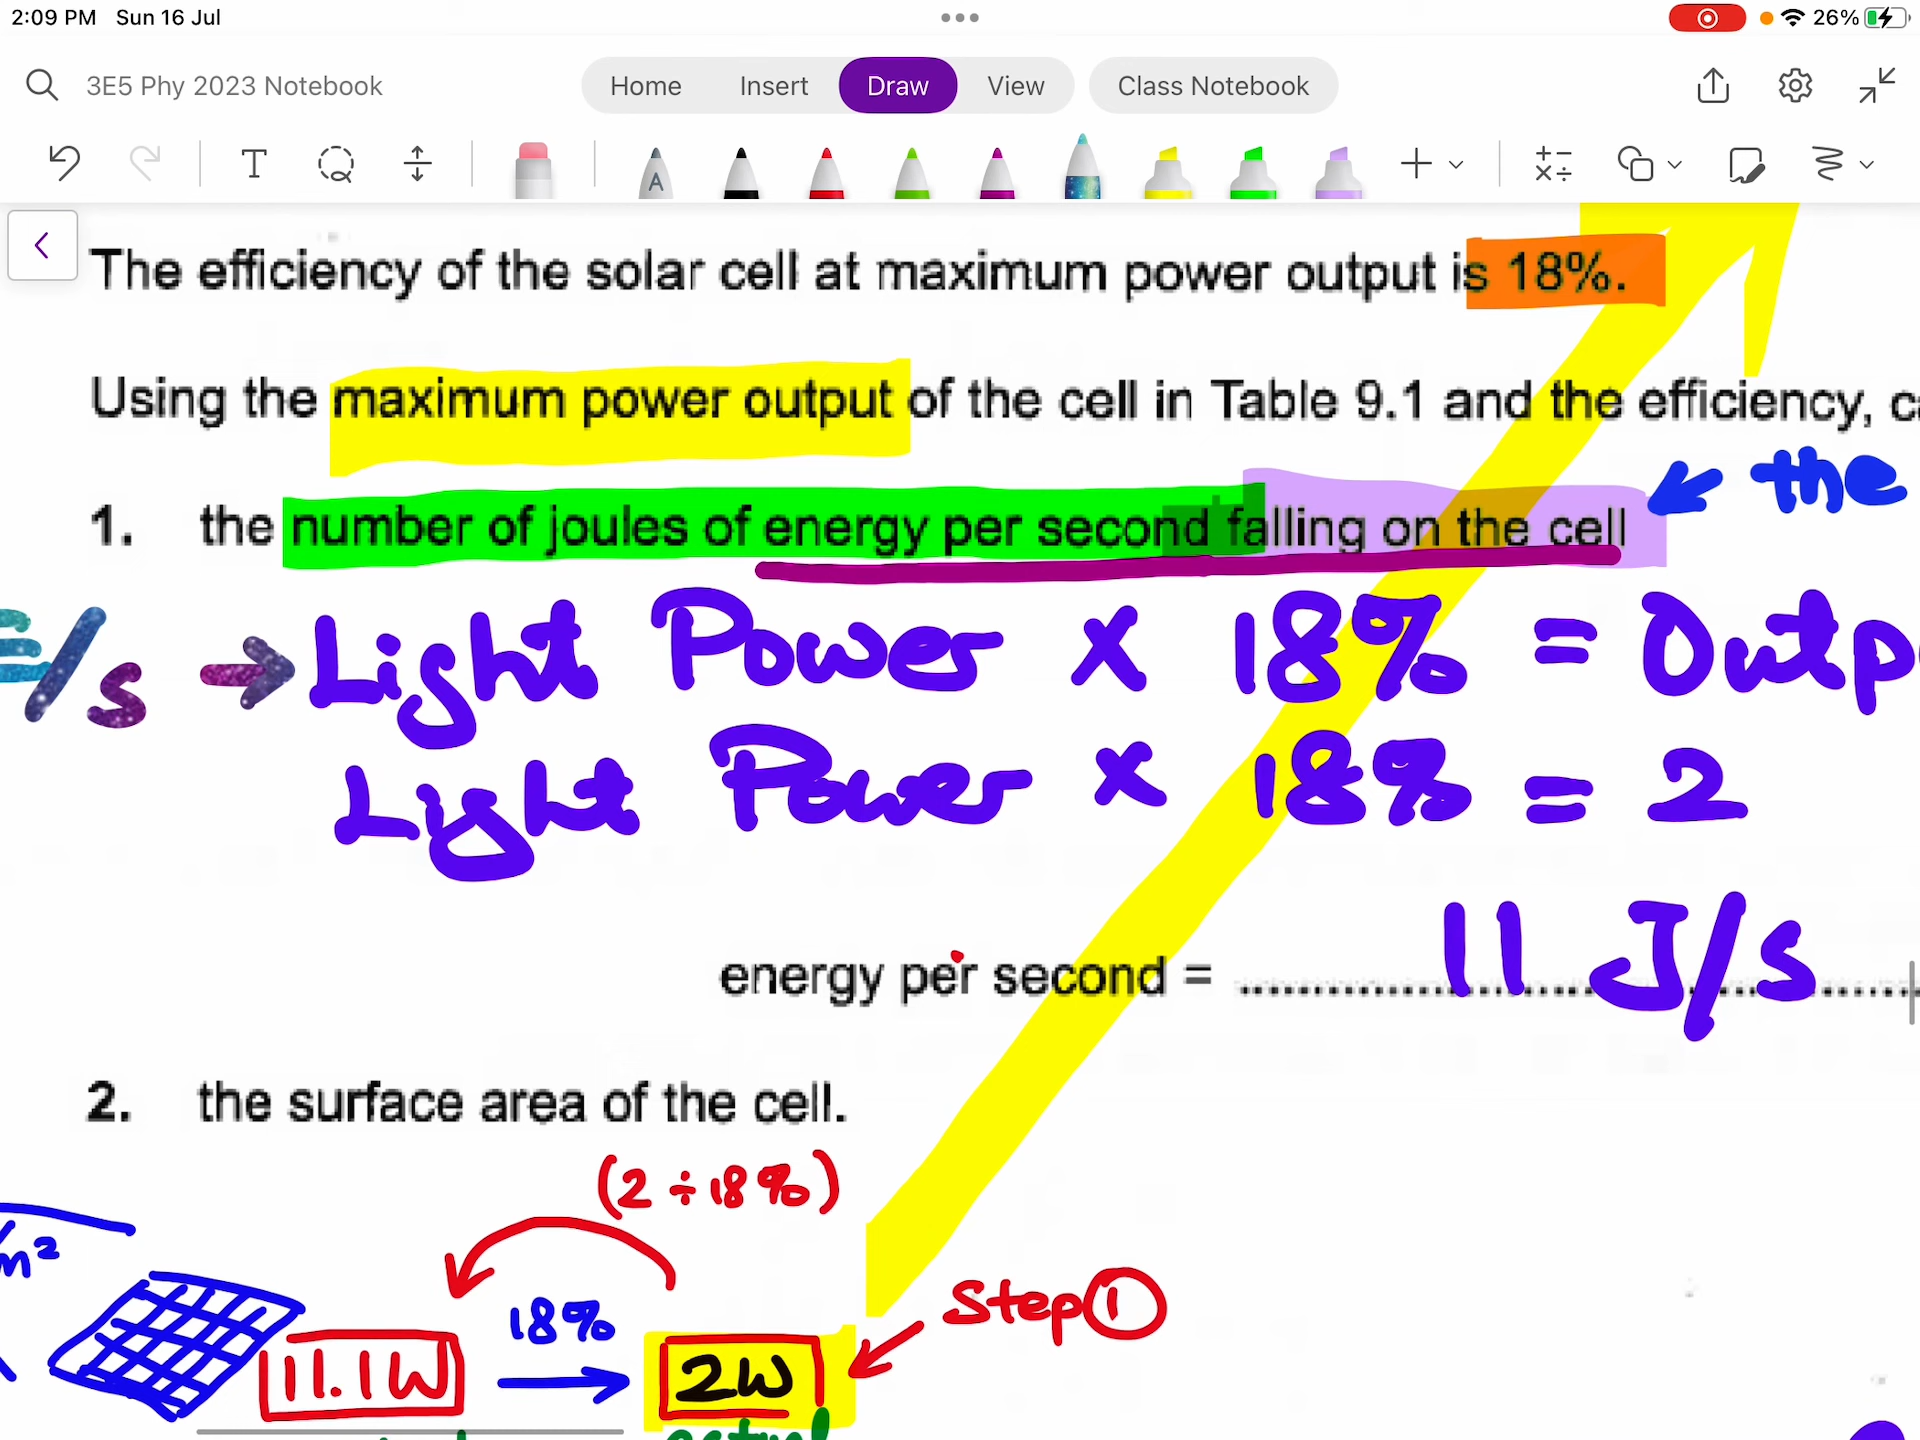 2:09 PM Sun 16 Jul
26%
3E5 Phy 2023 Notebook
Home Insert Draw View Class Notebook
T A
The efficiency of the solar cell at maximum power output is 18%.
Using the maximum power output of the cell in Table 9.1 and the efficiency,
the
1. the number of joules of energy per second falling on the cell
E/s → Light Power × 18% = Outp
Light Power × 18% = 2
11 J/s
energy per second =
2. the surface area of the cell.
(2 ÷ 18%)
m²
Step ①
18%
11.1W → 2W